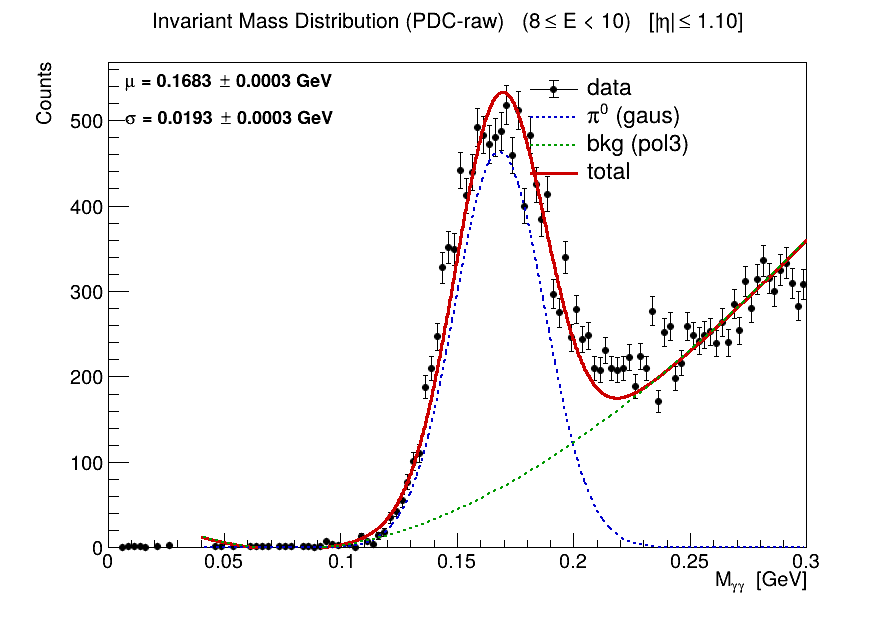 Invariant Mass Distribution (PDC-raw) (8 ≤ E < 10) [|η| ≤ 1.10]
Counts
μ = 0.1683 ± 0.0003 GeV
σ = 0.0193 ± 0.0003 GeV
data
π⁰ (gaus)
bkg (pol3)
total
500
400
300
200
100
0
0 0.05 0.1 0.15 0.2 0.25 0.3
M_γγ [GeV]